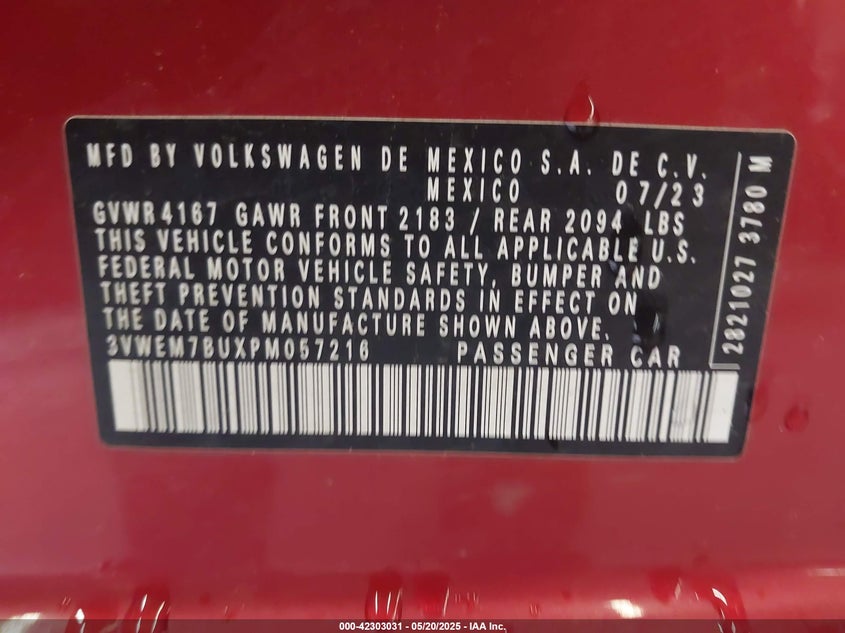 MFD BY VOLKSWAGEN DE MEXICO S.A. DE C.V.
MEXICO 07/23
GVWR4167 GAWR FRONT 2183 / REAR 2094 LBS
THIS VEHICLE CONFORMS TO ALL APPLICABLE U.S.
FEDERAL MOTOR VEHICLE SAFETY, BUMPER AND
THEFT PREVENTION STANDARDS IN EFFECT ON
THE DATE OF MANUFACTURE SHOWN ABOVE.
3VWEM7BUXPM057216 PASSENGER CAR
2821027 3780 M
000-42303031 - 05/20/2025 - IAA Inc.